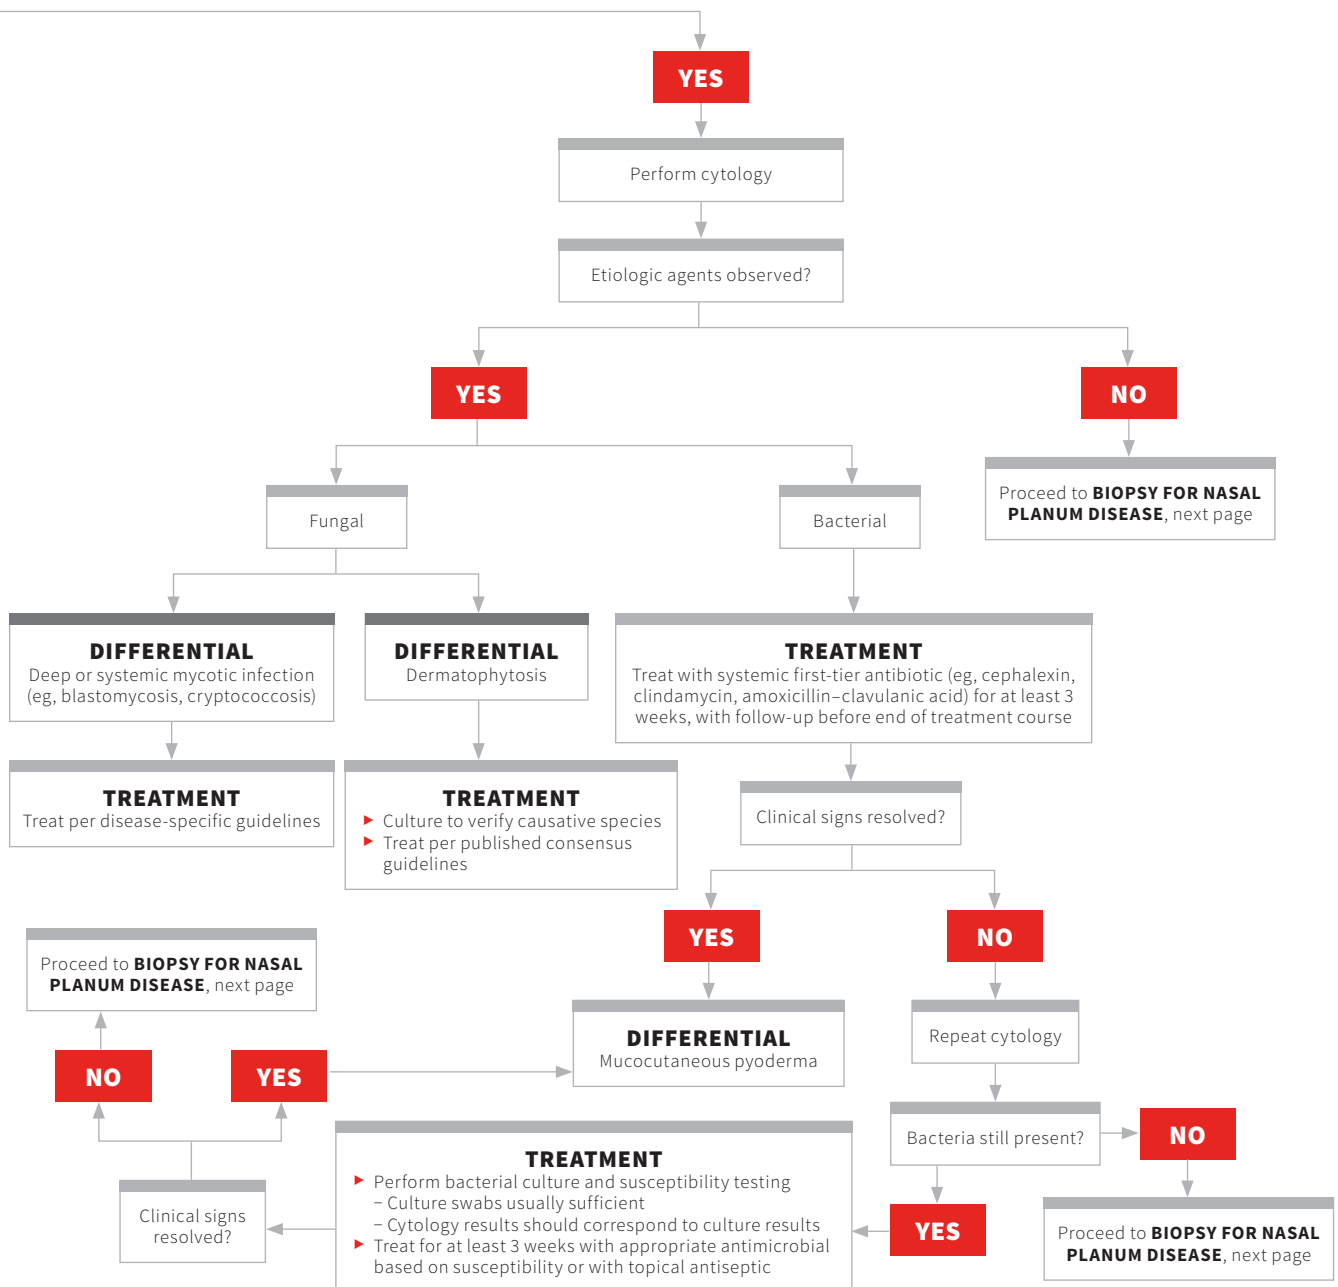 YES
Perform cytology
Etiologic agents observed?
YES
NO
Proceed to BIOPSY FOR NASAL
PLANUM DISEASE, next page
Fungal
Bacterial
DIFFERENTIAL
Deep or systemic mycotic infection
(eg, blastomycosis, cryptococcosis)
DIFFERENTIAL
Dermatophytosis
TREATMENT
Treat with systemic first-tier antibiotic (eg, cephalexin,
clindamycin, amoxicillin–clavulanic acid) for at least 3
weeks, with follow-up before end of treatment course
TREATMENT
Treat per disease-specific guidelines
TREATMENT
► Culture to verify causative species
► Treat per published consensus
guidelines
Clinical signs resolved?
YES
NO
Proceed to BIOPSY FOR NASAL
PLANUM DISEASE, next page
NO
YES
DIFFERENTIAL
Mucocutaneous pyoderma
Repeat cytology
Bacteria still present?
NO
Proceed to BIOPSY FOR NASAL
PLANUM DISEASE, next page
YES
TREATMENT
► Perform bacterial culture and susceptibility testing
– Culture swabs usually sufficient
– Cytology results should correspond to culture results
► Treat for at least 3 weeks with appropriate antimicrobial
based on susceptibility or with topical antiseptic
Clinical signs
resolved?